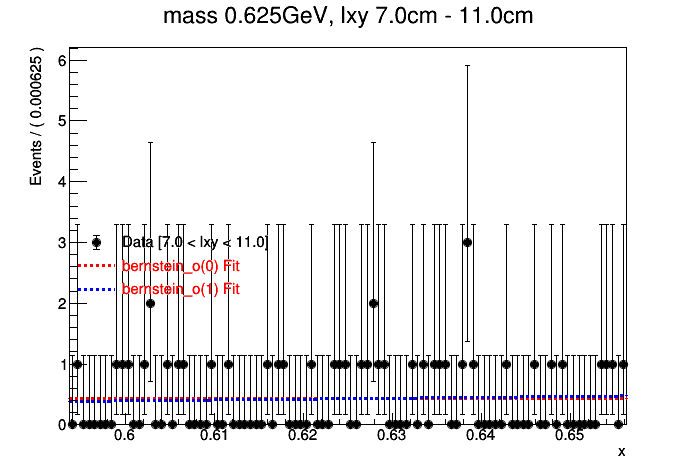 mass 0.625GeV, lxy 7.0cm - 11.0cm
Events / ( 0.000625 )
6
5
4
3
2
1
0
Data [7.0 < lxy < 11.0]
bernstein_o(0) Fit
bernstein_o(1) Fit
0.6 0.61 0.62 0.63 0.64 0.65
x